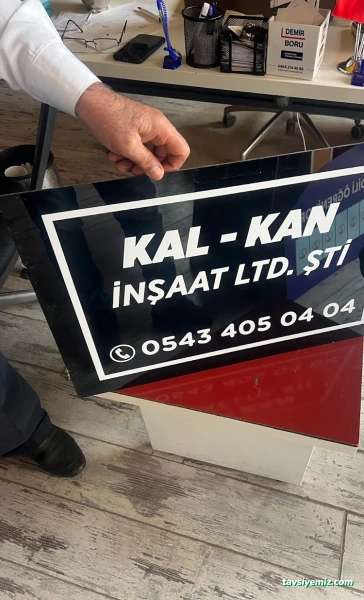 DEMİR
BORU
KAL - KAN
İNŞAAT LTD. ŞTİ
0543 405 04 04
tavsiyemiz.com